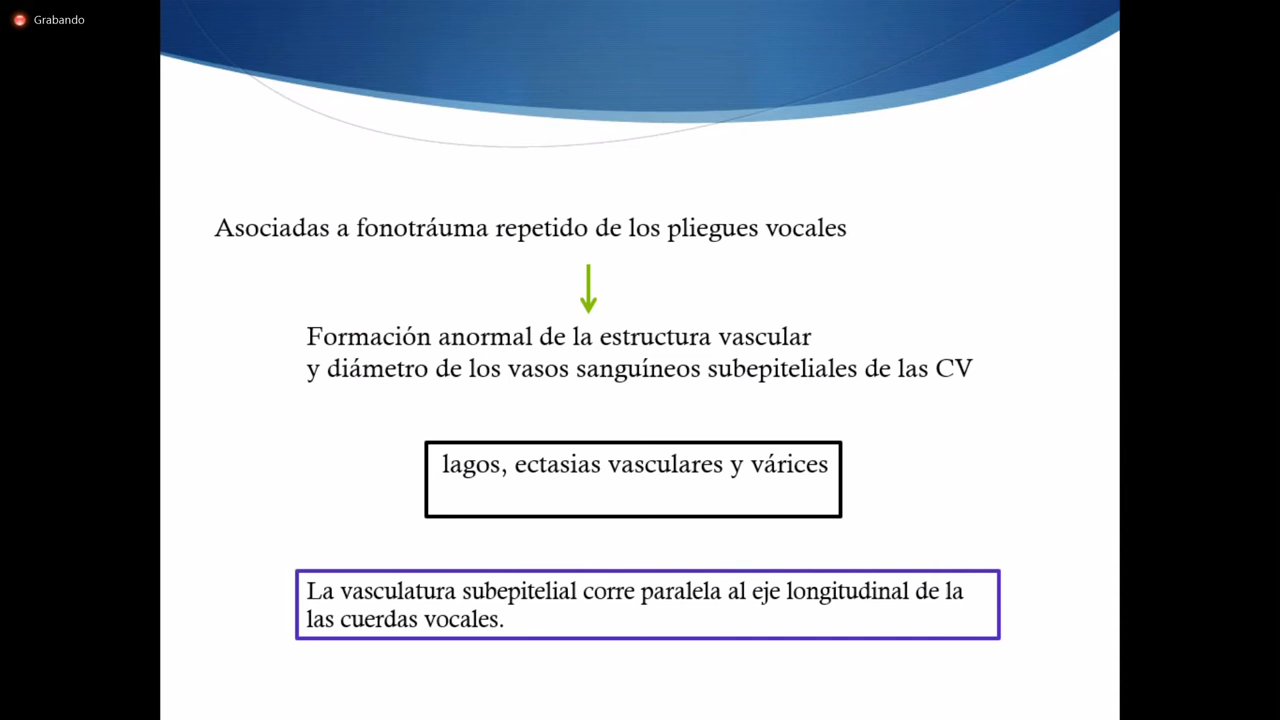 Grabando
Asociadas a fonotráuma repetido de los pliegues vocales
Formación anormal de la estructura vascular
y diámetro de los vasos sanguíneos subepiteliales de las CV
lagos, ectasias vasculares y várices
La vasculatura subepitelial corre paralela al eje longitudinal de la
las cuerdas vocales.